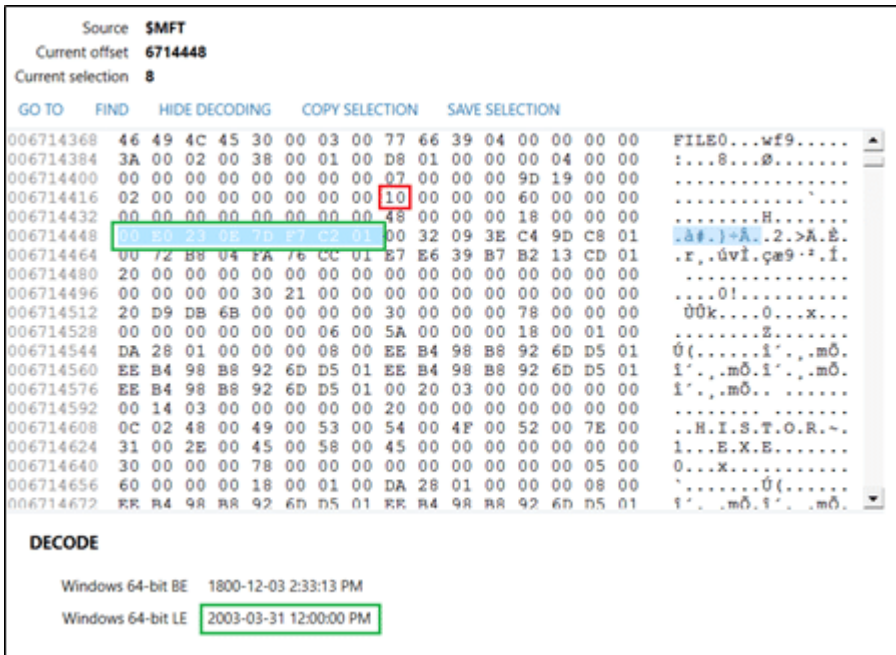 Source $MFT
Current offset 6714448
Current selection 8
GO TO FIND HIDE DECODING COPY SELECTION SAVE SELECTION
006714368 46 49 4C 45 30 00 03 00 77 66 39 04 00 00 00 00 FILE0...wf9.....
006714384 3A 00 02 00 38 00 01 00 D8 01 00 00 00 04 00 00 :...8...Ø.......
006714400 00 00 00 00 00 00 00 00 07 00 00 00 9D 19 00 00 ................
006714416 02 00 00 00 00 00 00 00 10 00 00 00 60 00 00 00 ............`...
006714432 00 00 00 00 00 00 00 00 48 00 00 00 18 00 00 00 ........H.......
006714448 00 E0 23 0E 7D F7 C2 01 00 32 09 3E C4 9D C8 01 .à#.}÷Â..2.>Ä.È.
006714464 00 72 B8 04 FA 76 CC 01 E7 E6 39 B7 B2 13 CD 01 .r¸.úvÌ.çæ9·².Í.
006714480 20 00 00 00 00 00 00 00 00 00 00 00 00 00 00 00 ...............
006714496 00 00 00 00 30 21 00 00 00 00 00 00 00 00 00 00 ....0!..........
006714512 20 D9 DB 6B 00 00 00 00 30 00 00 00 78 00 00 00 ÙÛk....0...x...
006714528 00 00 00 00 00 00 06 00 5A 00 00 00 18 00 01 00 ........Z.......
006714544 DA 28 01 00 00 00 08 00 EE B4 98 B8 92 6D D5 01 Ú(......î´.¸.mÕ.
006714560 EE B4 98 B8 92 6D D5 01 EE B4 98 B8 92 6D D5 01 î´.¸.mÕ.î´.¸.mÕ.
006714576 EE B4 98 B8 92 6D D5 01 00 20 03 00 00 00 00 00 î´.¸.mÕ.. ......
006714592 00 14 03 00 00 00 00 00 20 00 00 00 00 00 00 00 ........ .......
006714608 0C 02 48 00 49 00 53 00 54 00 4F 00 52 00 7E 00 ..H.I.S.T.O.R.~.
006714624 31 00 2E 00 45 00 58 00 45 00 00 00 00 00 00 00 1...E.X.E.......
006714640 30 00 00 00 78 00 00 00 00 00 00 00 00 00 05 00 0...x...........
006714656 60 00 00 00 18 00 01 00 DA 28 01 00 00 00 08 00 `.......Ú(......
006714672 EE B4 98 B8 92 6D D5 01 EE B4 98 B8 92 6D D5 01 î´.¸.mÕ.î´.¸.mÕ.
DECODE
Windows 64-bit BE 1800-12-03 2:33:13 PM
Windows 64-bit LE 2003-03-31 12:00:00 PM